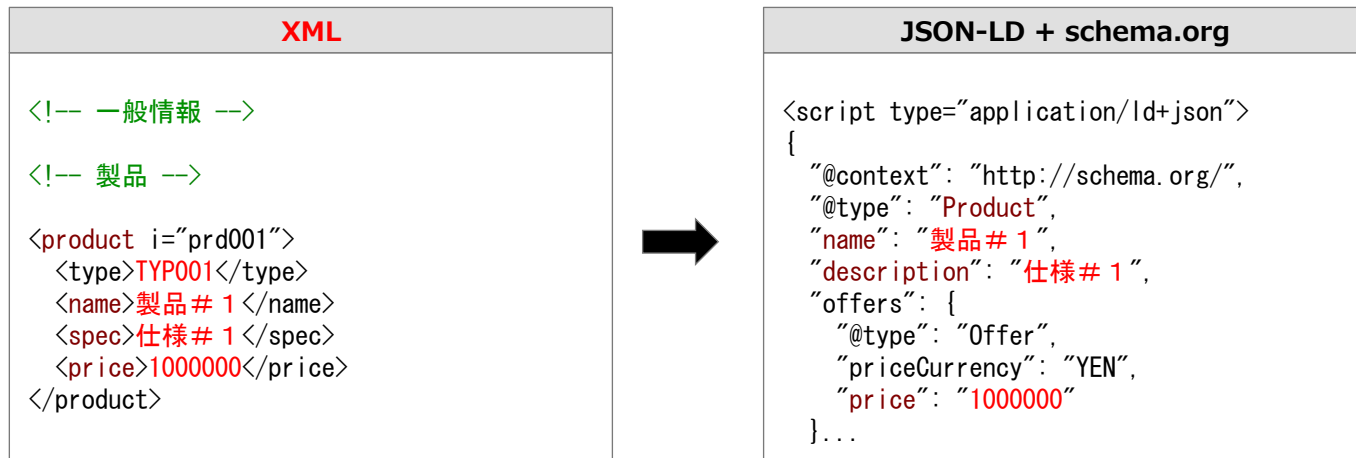 XML
<!-- 一般情報 -->
<!-- 製品 -->
<product i="prd001">
  <type>TYP001</type>
  <name>製品＃１</name>
  <spec>仕様＃１</spec>
  <price>1000000</price>
</product>
JSON-LD + schema.org
<script type="application/ld+json">
{
  "@context": "http://schema.org/",
  "@type": "Product",
  "name": "製品＃１",
  "description": "仕様＃１",
  "offers": {
    "@type": "Offer",
    "priceCurrency": "YEN",
    "price": "1000000"
  }...